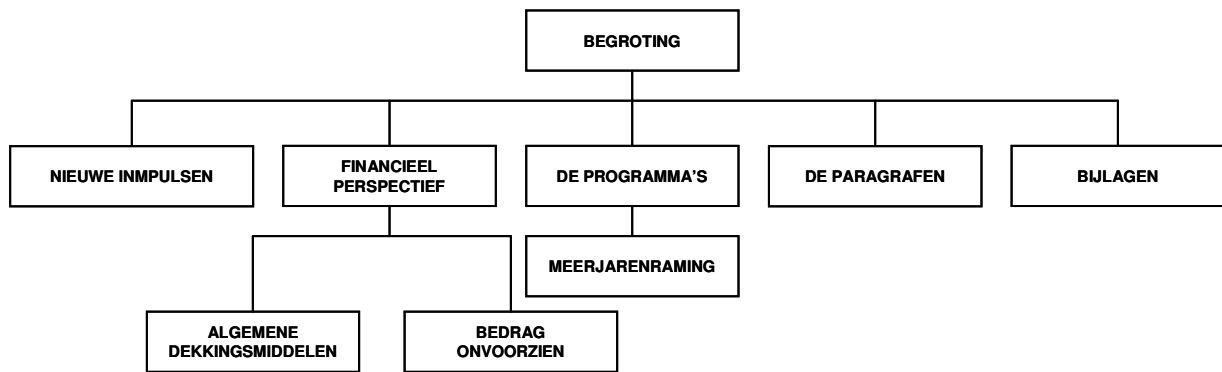 BEGROTING
NIEUWE INMPULSEN
FINANCIEEL
PERSPECTIEF
DE PROGRAMMA'S
DE PARAGRAFEN
BIJLAGEN
MEERJARENRAMING
ALGEMENE
DEKKINGSMIDDELEN
BEDRAG
ONVOORZIEN